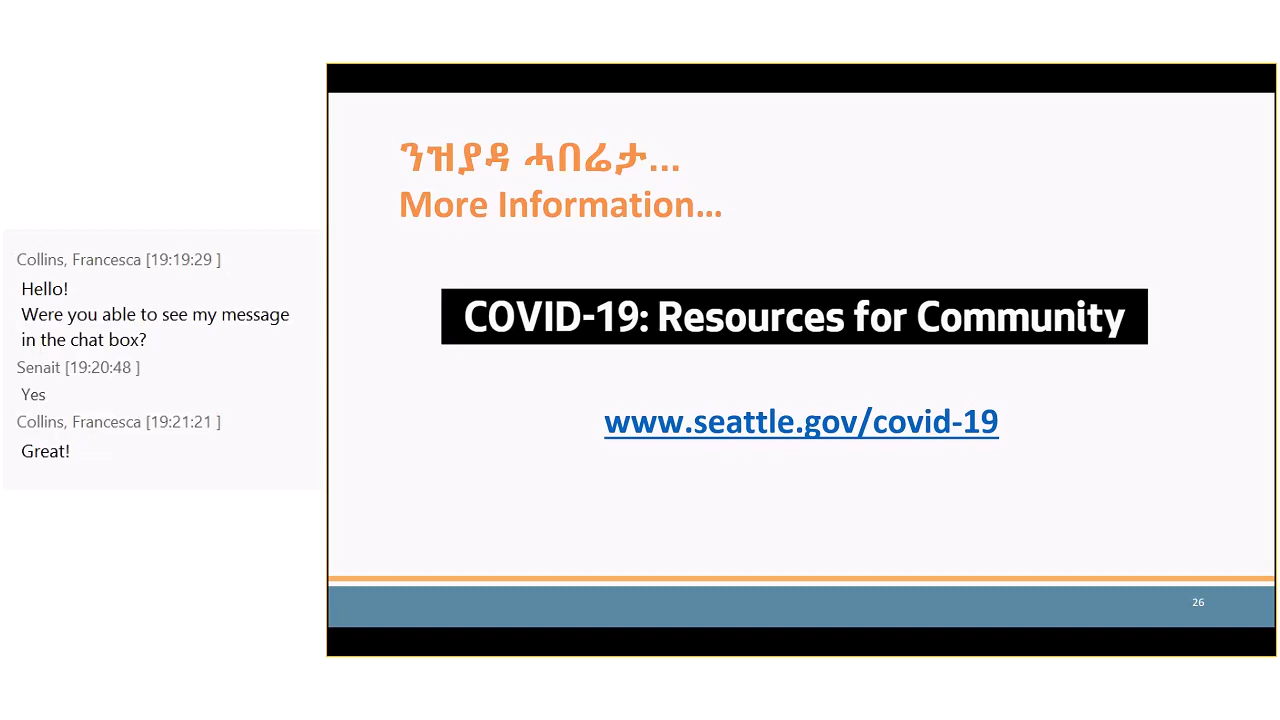 Collins, Francesca [19:19:29 ]
Hello!
Were you able to see my message
in the chat box?
Senait [19:20:48 ]
Yes
Collins, Francesca [19:21:21 ]
Great!
ንዝያዳ ሓበሬታ...
More Information...
COVID-19: Resources for Community
www.seattle.gov/covid-19
26